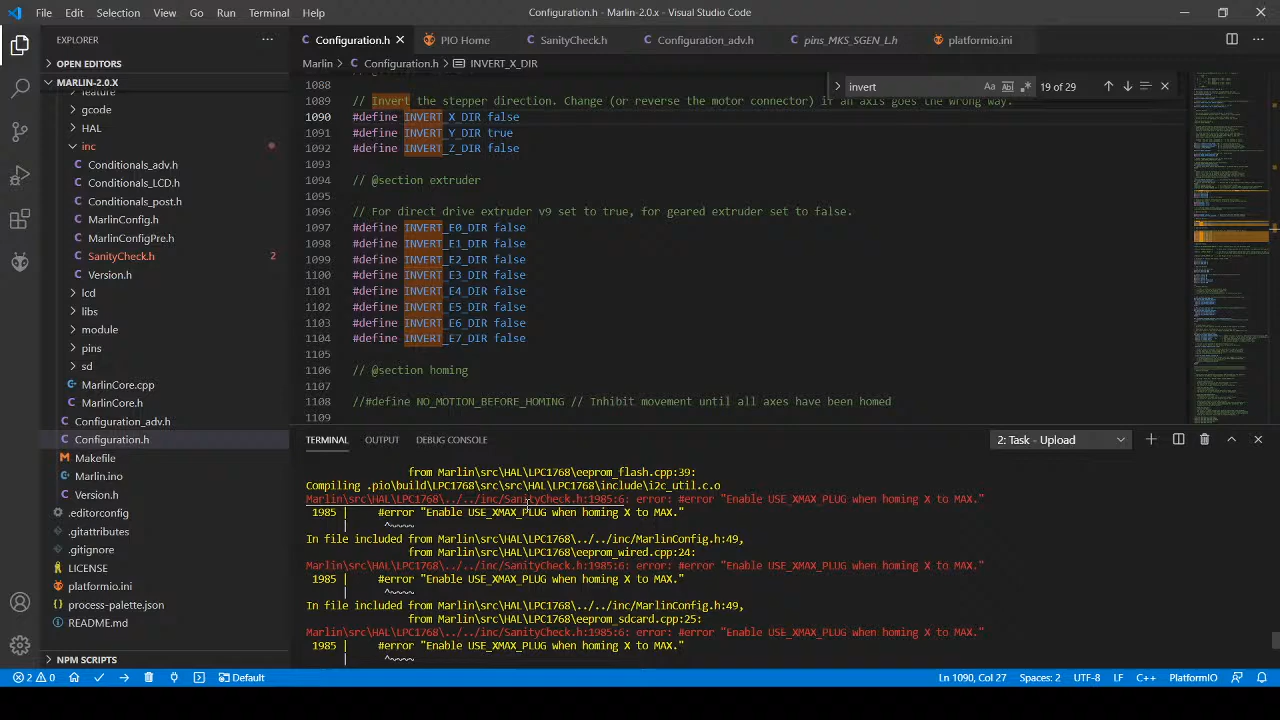 File Edit Selection View Go Run Terminal Help
Configuration.h - Marlin-2.0.x - Visual Studio Code
EXPLORER
OPEN EDITORS
MARLIN-2.0.X
feature
gcode
HAL
inc
Conditionals_adv.h
Conditionals_LCD.h
Conditionals_post.h
MarlinConfig.h
MarlinConfigPre.h
SanityCheck.h 2
Version.h
lcd
libs
module
pins
sd
MarlinCore.cpp
MarlinCore.h
Configuration_adv.h
Configuration.h
Makefile
Marlin.ino
Version.h
.editorconfig
.gitattributes
.gitignore
LICENSE
platformio.ini
process-palette.json
README.md
NPM SCRIPTS
Configuration.h PIO Home SanityCheck.h Configuration_adv.h pins_MKS_SGEN_L.h platformio.ini
Marlin > Configuration.h > INVERT_X_DIR
invert Aa 19 of 29
1088
1089 // Invert the stepper direction. Change (or reverse the motor connector) if an axis goes the wrong way.
1090 #define INVERT_X_DIR false
1091 #define INVERT_Y_DIR true
1092 #define INVERT_Z_DIR false
1093
1094 // @section extruder
1095
1096 // For direct drive extruder v9 set to true, for geared extruder set to false.
1097 #define INVERT_E0_DIR false
1098 #define INVERT_E1_DIR false
1099 #define INVERT_E2_DIR false
1100 #define INVERT_E3_DIR false
1101 #define INVERT_E4_DIR false
1102 #define INVERT_E5_DIR false
1103 #define INVERT_E6_DIR false
1104 #define INVERT_E7_DIR false
1105
1106 // @section homing
1107
1108 //#define NO_MOTION_BEFORE_HOMING // Inhibit movement until all axes have been homed
1109
TERMINAL OUTPUT DEBUG CONSOLE
2: Task - Upload
from Marlin\src\HAL\LPC1768\eeprom_flash.cpp:39:
Compiling .pio\build\LPC1768\src\src\HAL\LPC1768\include\i2c_util.c.o
Marlin\src\HAL\LPC1768\../../inc/SanityCheck.h:1985:6: error: #error "Enable USE_XMAX_PLUG when homing X to MAX."
1985 | #error "Enable USE_XMAX_PLUG when homing X to MAX."
| ^~~~~
In file included from Marlin\src\HAL\LPC1768\../../inc/MarlinConfig.h:49,
from Marlin\src\HAL\LPC1768\eeprom_wired.cpp:24:
Marlin\src\HAL\LPC1768\../../inc/SanityCheck.h:1985:6: error: #error "Enable USE_XMAX_PLUG when homing X to MAX."
1985 | #error "Enable USE_XMAX_PLUG when homing X to MAX."
| ^~~~~
In file included from Marlin\src\HAL\LPC1768\../../inc/MarlinConfig.h:49,
from Marlin\src\HAL\LPC1768\eeprom_sdcard.cpp:25:
Marlin\src\HAL\LPC1768\../../inc/SanityCheck.h:1985:6: error: #error "Enable USE_XMAX_PLUG when homing X to MAX."
1985 | #error "Enable USE_XMAX_PLUG when homing X to MAX."
| ^~~~~
2 0 Default
Ln 1090, Col 27 Spaces: 2 UTF-8 LF C++ PlatformIO